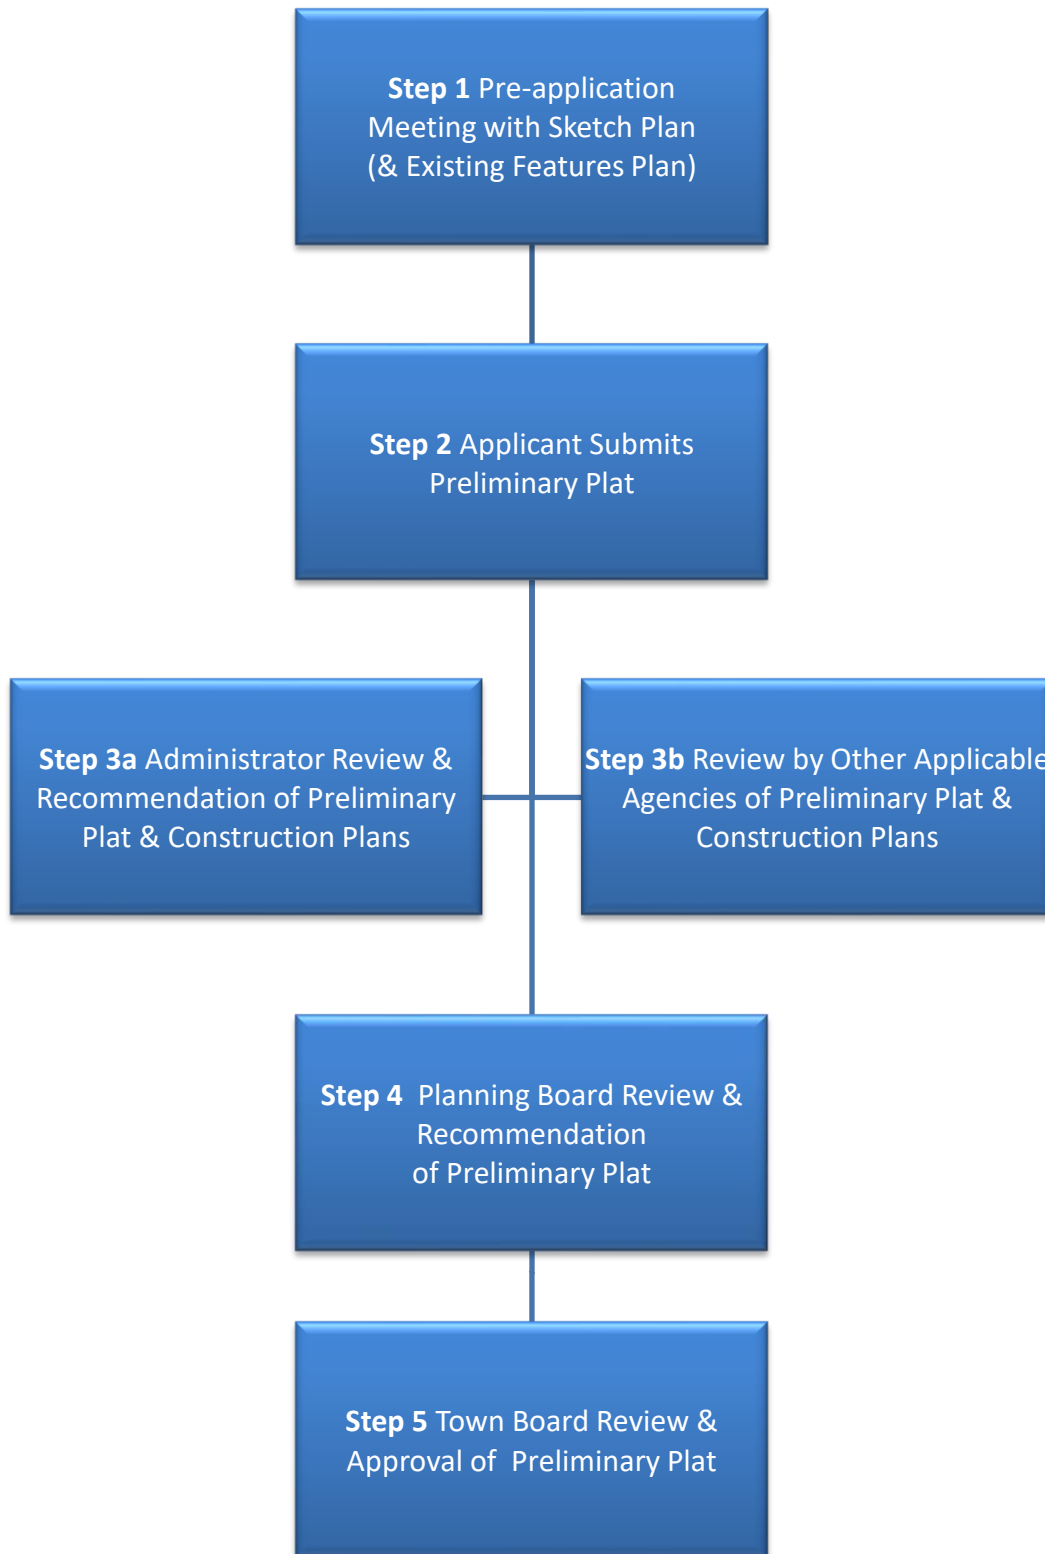 Step 1 Pre-application
Meeting with Sketch Plan
(& Existing Features Plan)
Step 2 Applicant Submits
Preliminary Plat
Step 3a Administrator Review &
Recommendation of Preliminary
Plat & Construction Plans
Step 3b Review by Other Applicable
Agencies of Preliminary Plat &
Construction Plans
Step 4  Planning Board Review &
Recommendation
of Preliminary Plat
Step 5 Town Board Review &
Approval of  Preliminary Plat